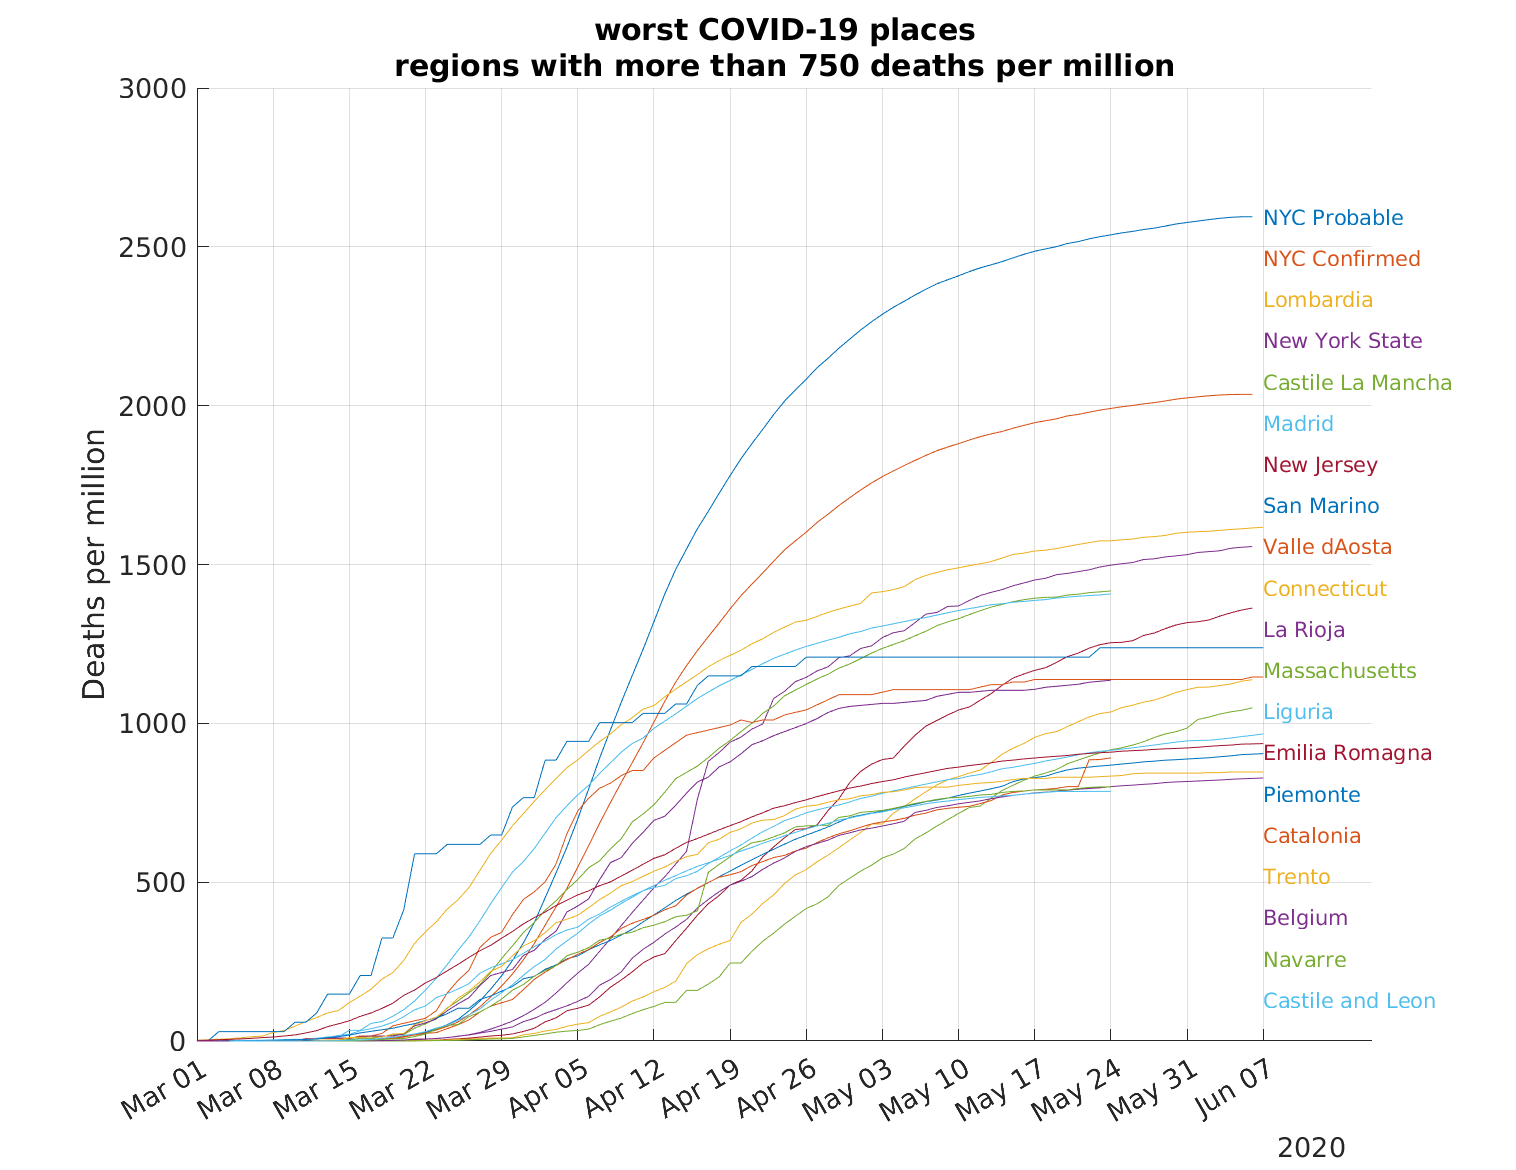 worst COVID-19 places
regions with more than 750 deaths per million
3000
2500
2000
1500
1000
500
0
Deaths per million
NYC Probable
NYC Confirmed
Lombardia
New York State
Castile La Mancha
Madrid
New Jersey
San Marino
Valle dAosta
Connecticut
La Rioja
Massachusetts
Liguria
Emilia Romagna
Piemonte
Catalonia
Trento
Belgium
Navarre
Castile and Leon
Mar 01
Mar 08
Mar 15
Mar 22
Mar 29
Apr 05
Apr 12
Apr 19
Apr 26
May 03
May 10
May 17
May 24
May 31
Jun 07
2020